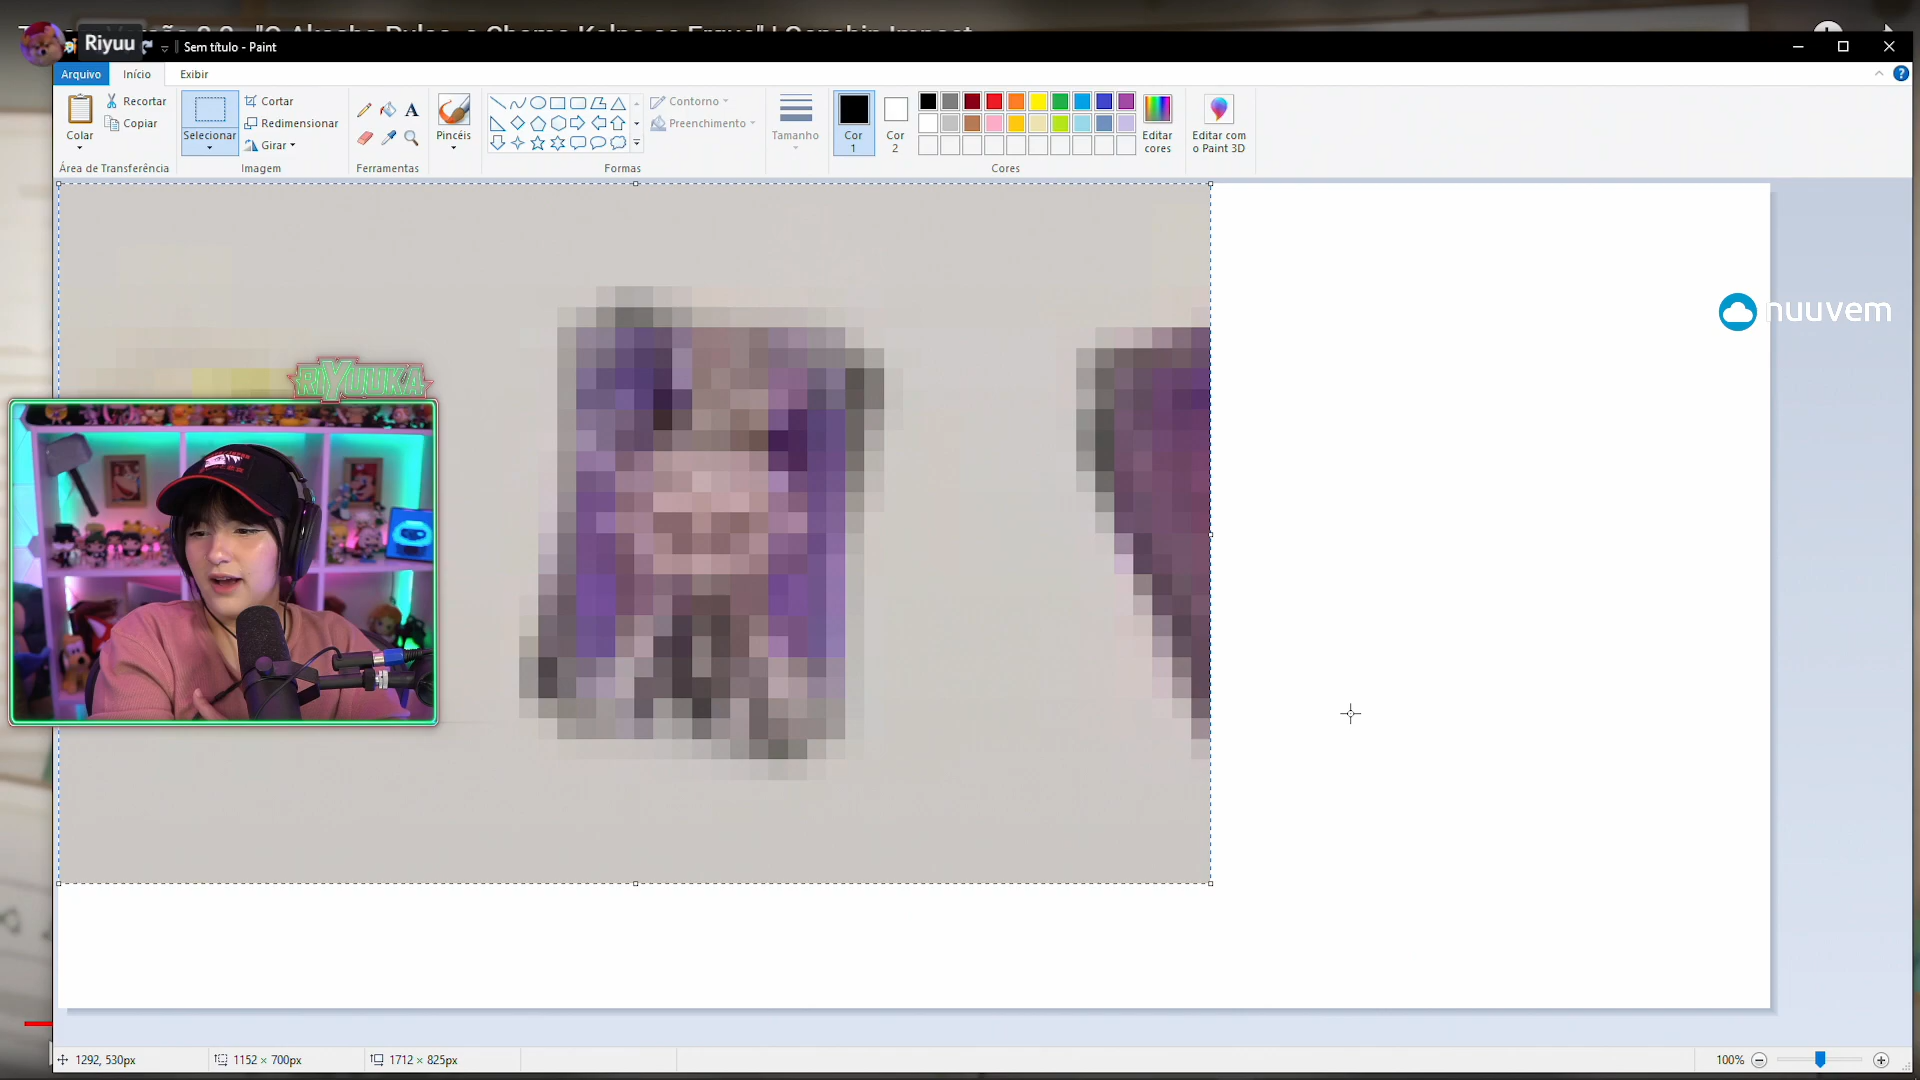 Riyuu
Sem título - Paint
Arquivo
Início
Exibir
Colar
Recortar
Copiar
Área de Transferência
Selecionar
Cortar
Redimensionar
Girar
Imagem
A
Ferramentas
Pincéis
Contorno
Preenchimento
Formas
Tamanho
Cor
1
Cor
2
Editar
cores
Editar com
o Paint 3D
Cores
nuuvem
RIYUUKA
1292, 530px
1152 × 700px
1712 × 825px
100%